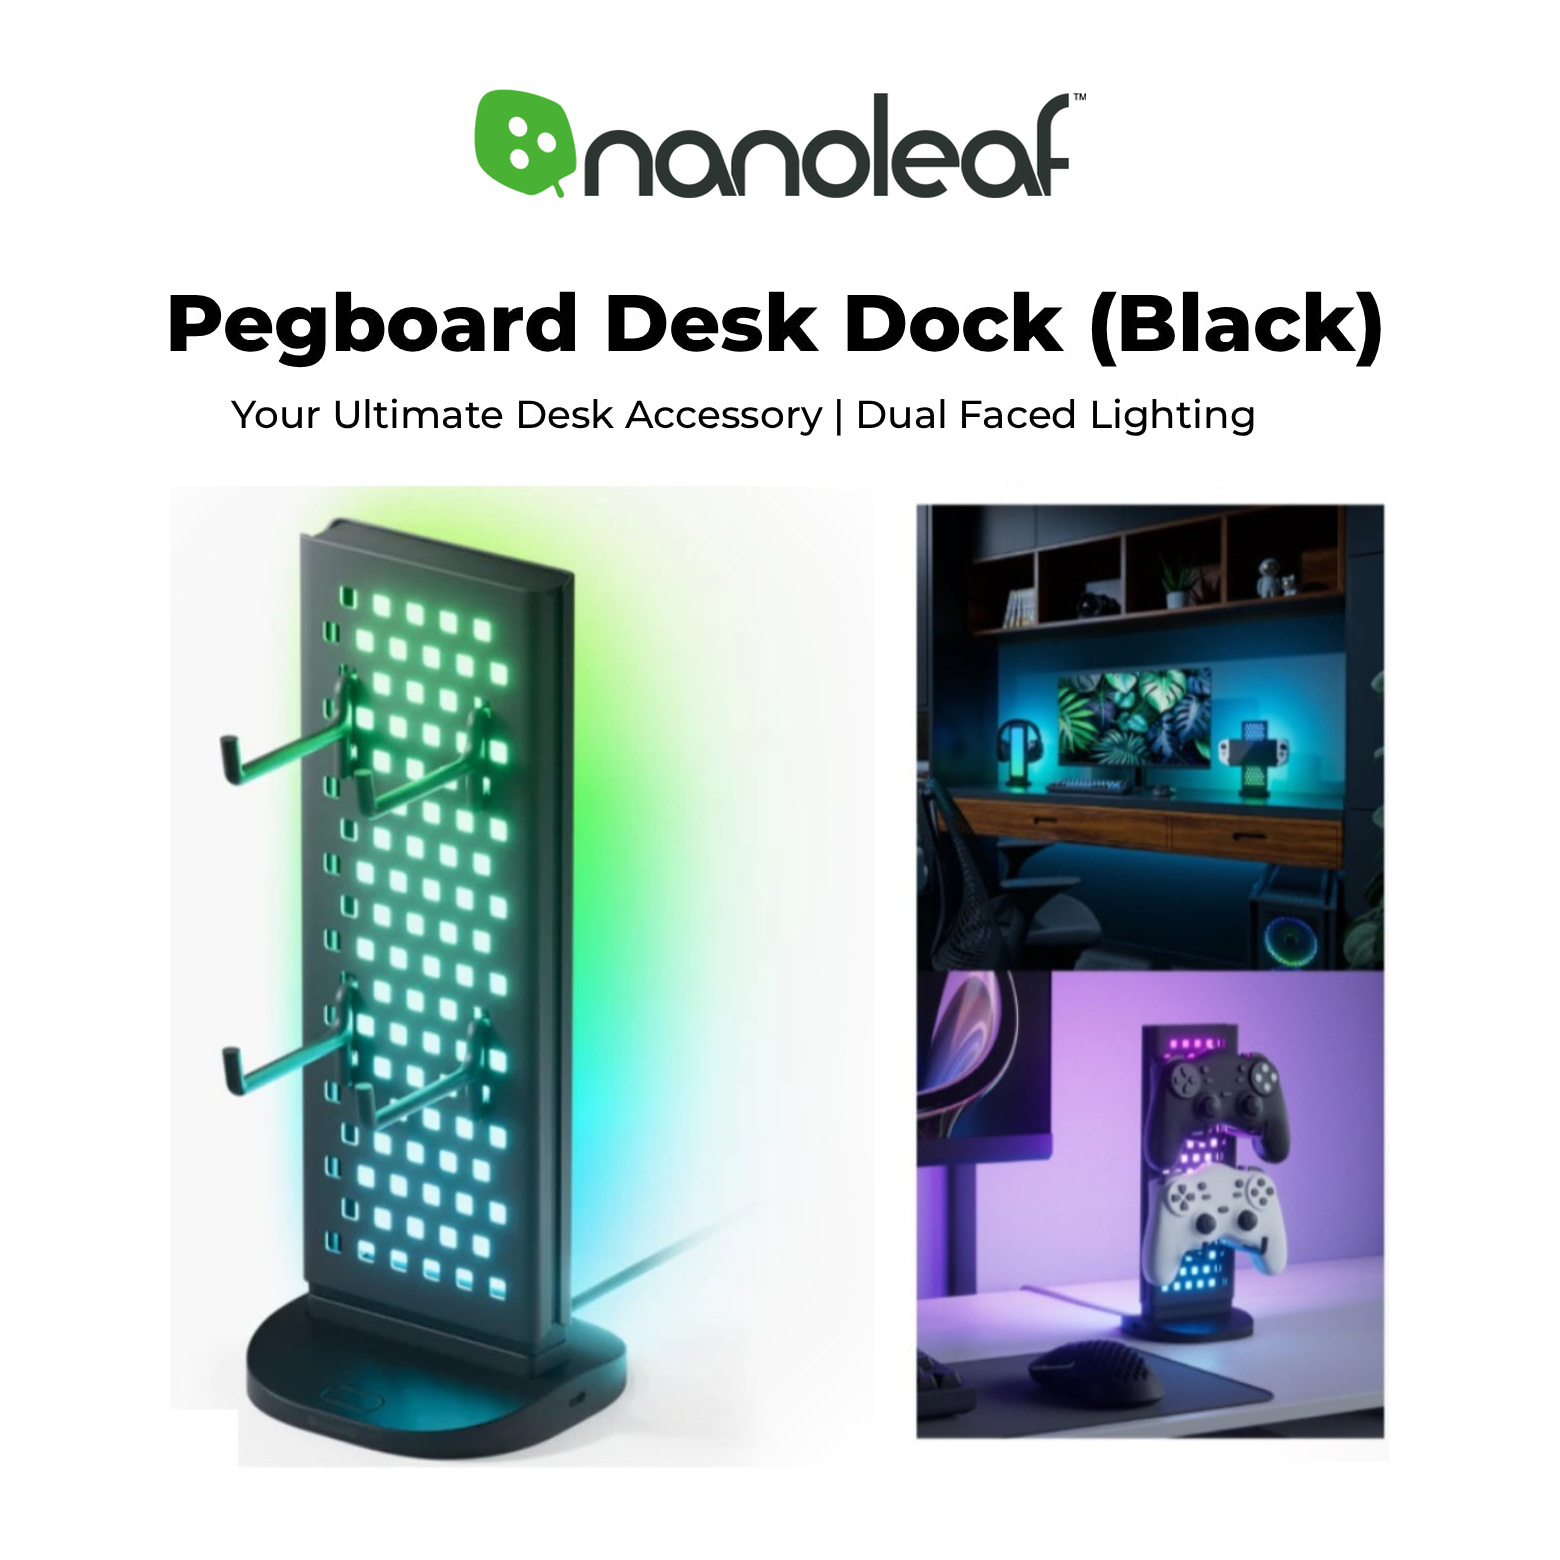 nanoleaf™
Pegboard Desk Dock (Black)
Your Ultimate Desk Accessory | Dual Faced Lighting